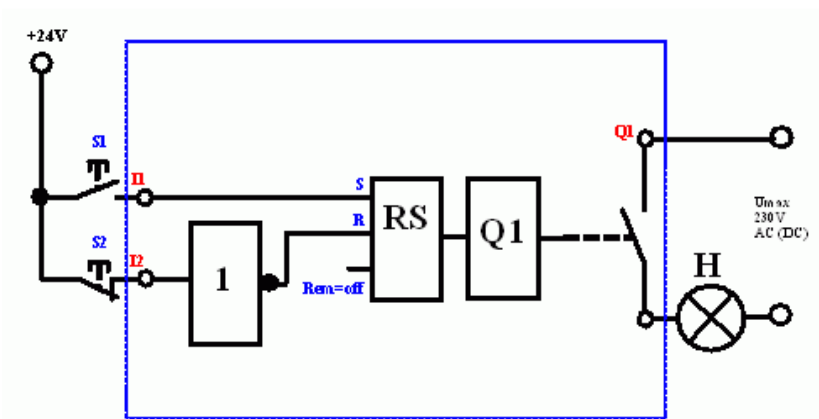 +24V
S1
I1
S
RS
Q1
Q1
R
S2
I2
1
Rem=off
Umax
230V
AC (DC)
H